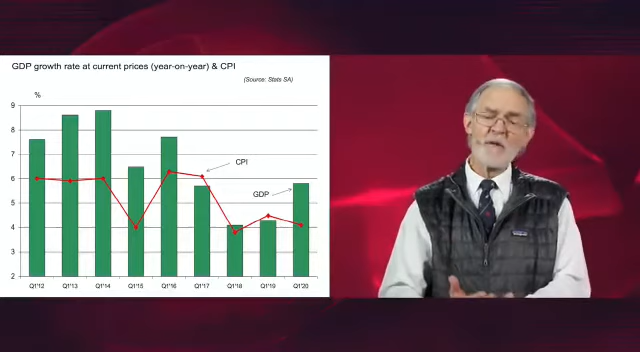 GDP growth rate at current prices (year-on-year) & CPI
(Source: Stats SA)
%
9
8
7
6
5
4
3
2
CPI
GDP
Q1'12 Q1'13 Q1'14 Q1'15 Q1'16 Q1'17 Q1'18 Q1'19 Q1'20
patagonia